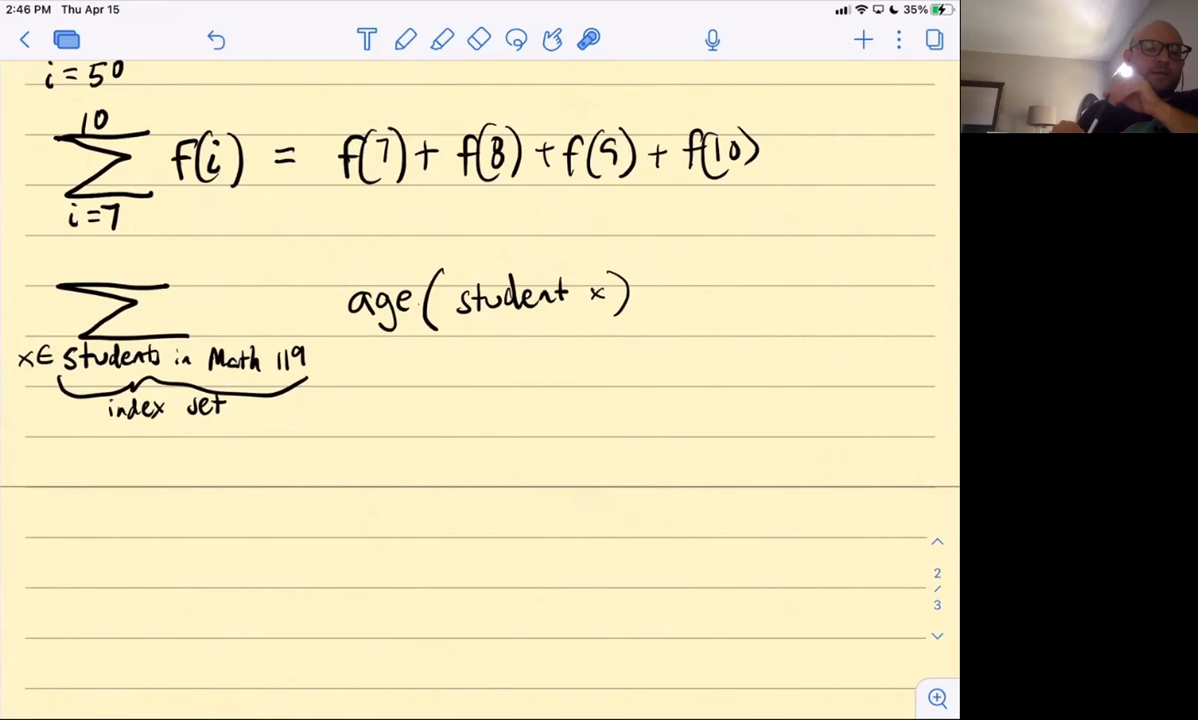 2:46 PM Thu Apr 15
35%
i = 50
10
∑ f(i) = f(7) + f(8) + f(9) + f(10)
i=7
∑ age( student x )
x∈ Students in Math 119
index set
2
/
3